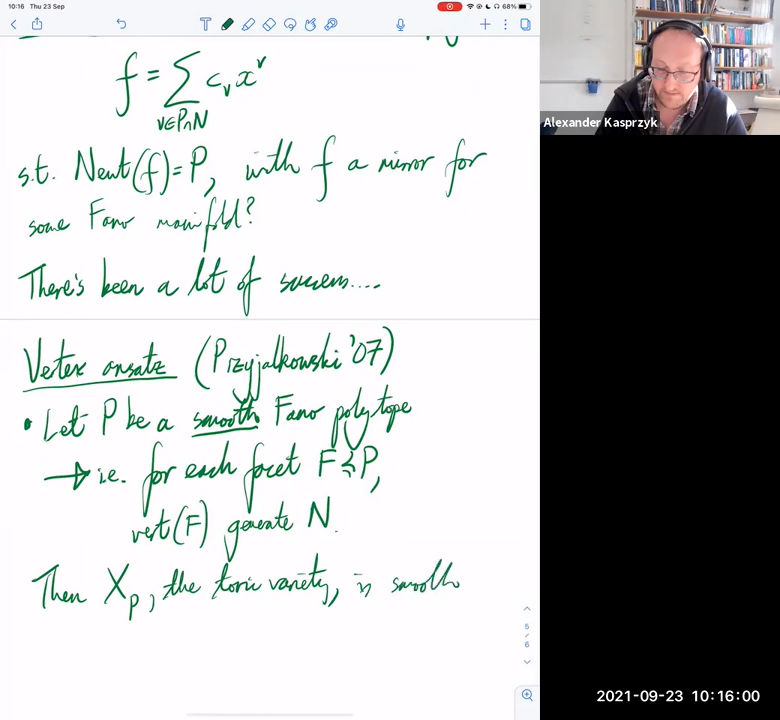 10:16 Thu 23 Sep
68%
f = ∑ c_v x^v
v∈P∩N
s.t. Newt(f)=P, with f a mirror for
some Fano manifold?
There's been a lot of success....
Vertex ansatz (Przyjalkowski '07)
• Let P be a smooth Fano polytope
→ i.e. for each facet F≤P,
vert(F) generate N.
Then X_P, the toric variety, is smooth
5
/
6
Alexander Kasprzyk
2021-09-23 10:16:00